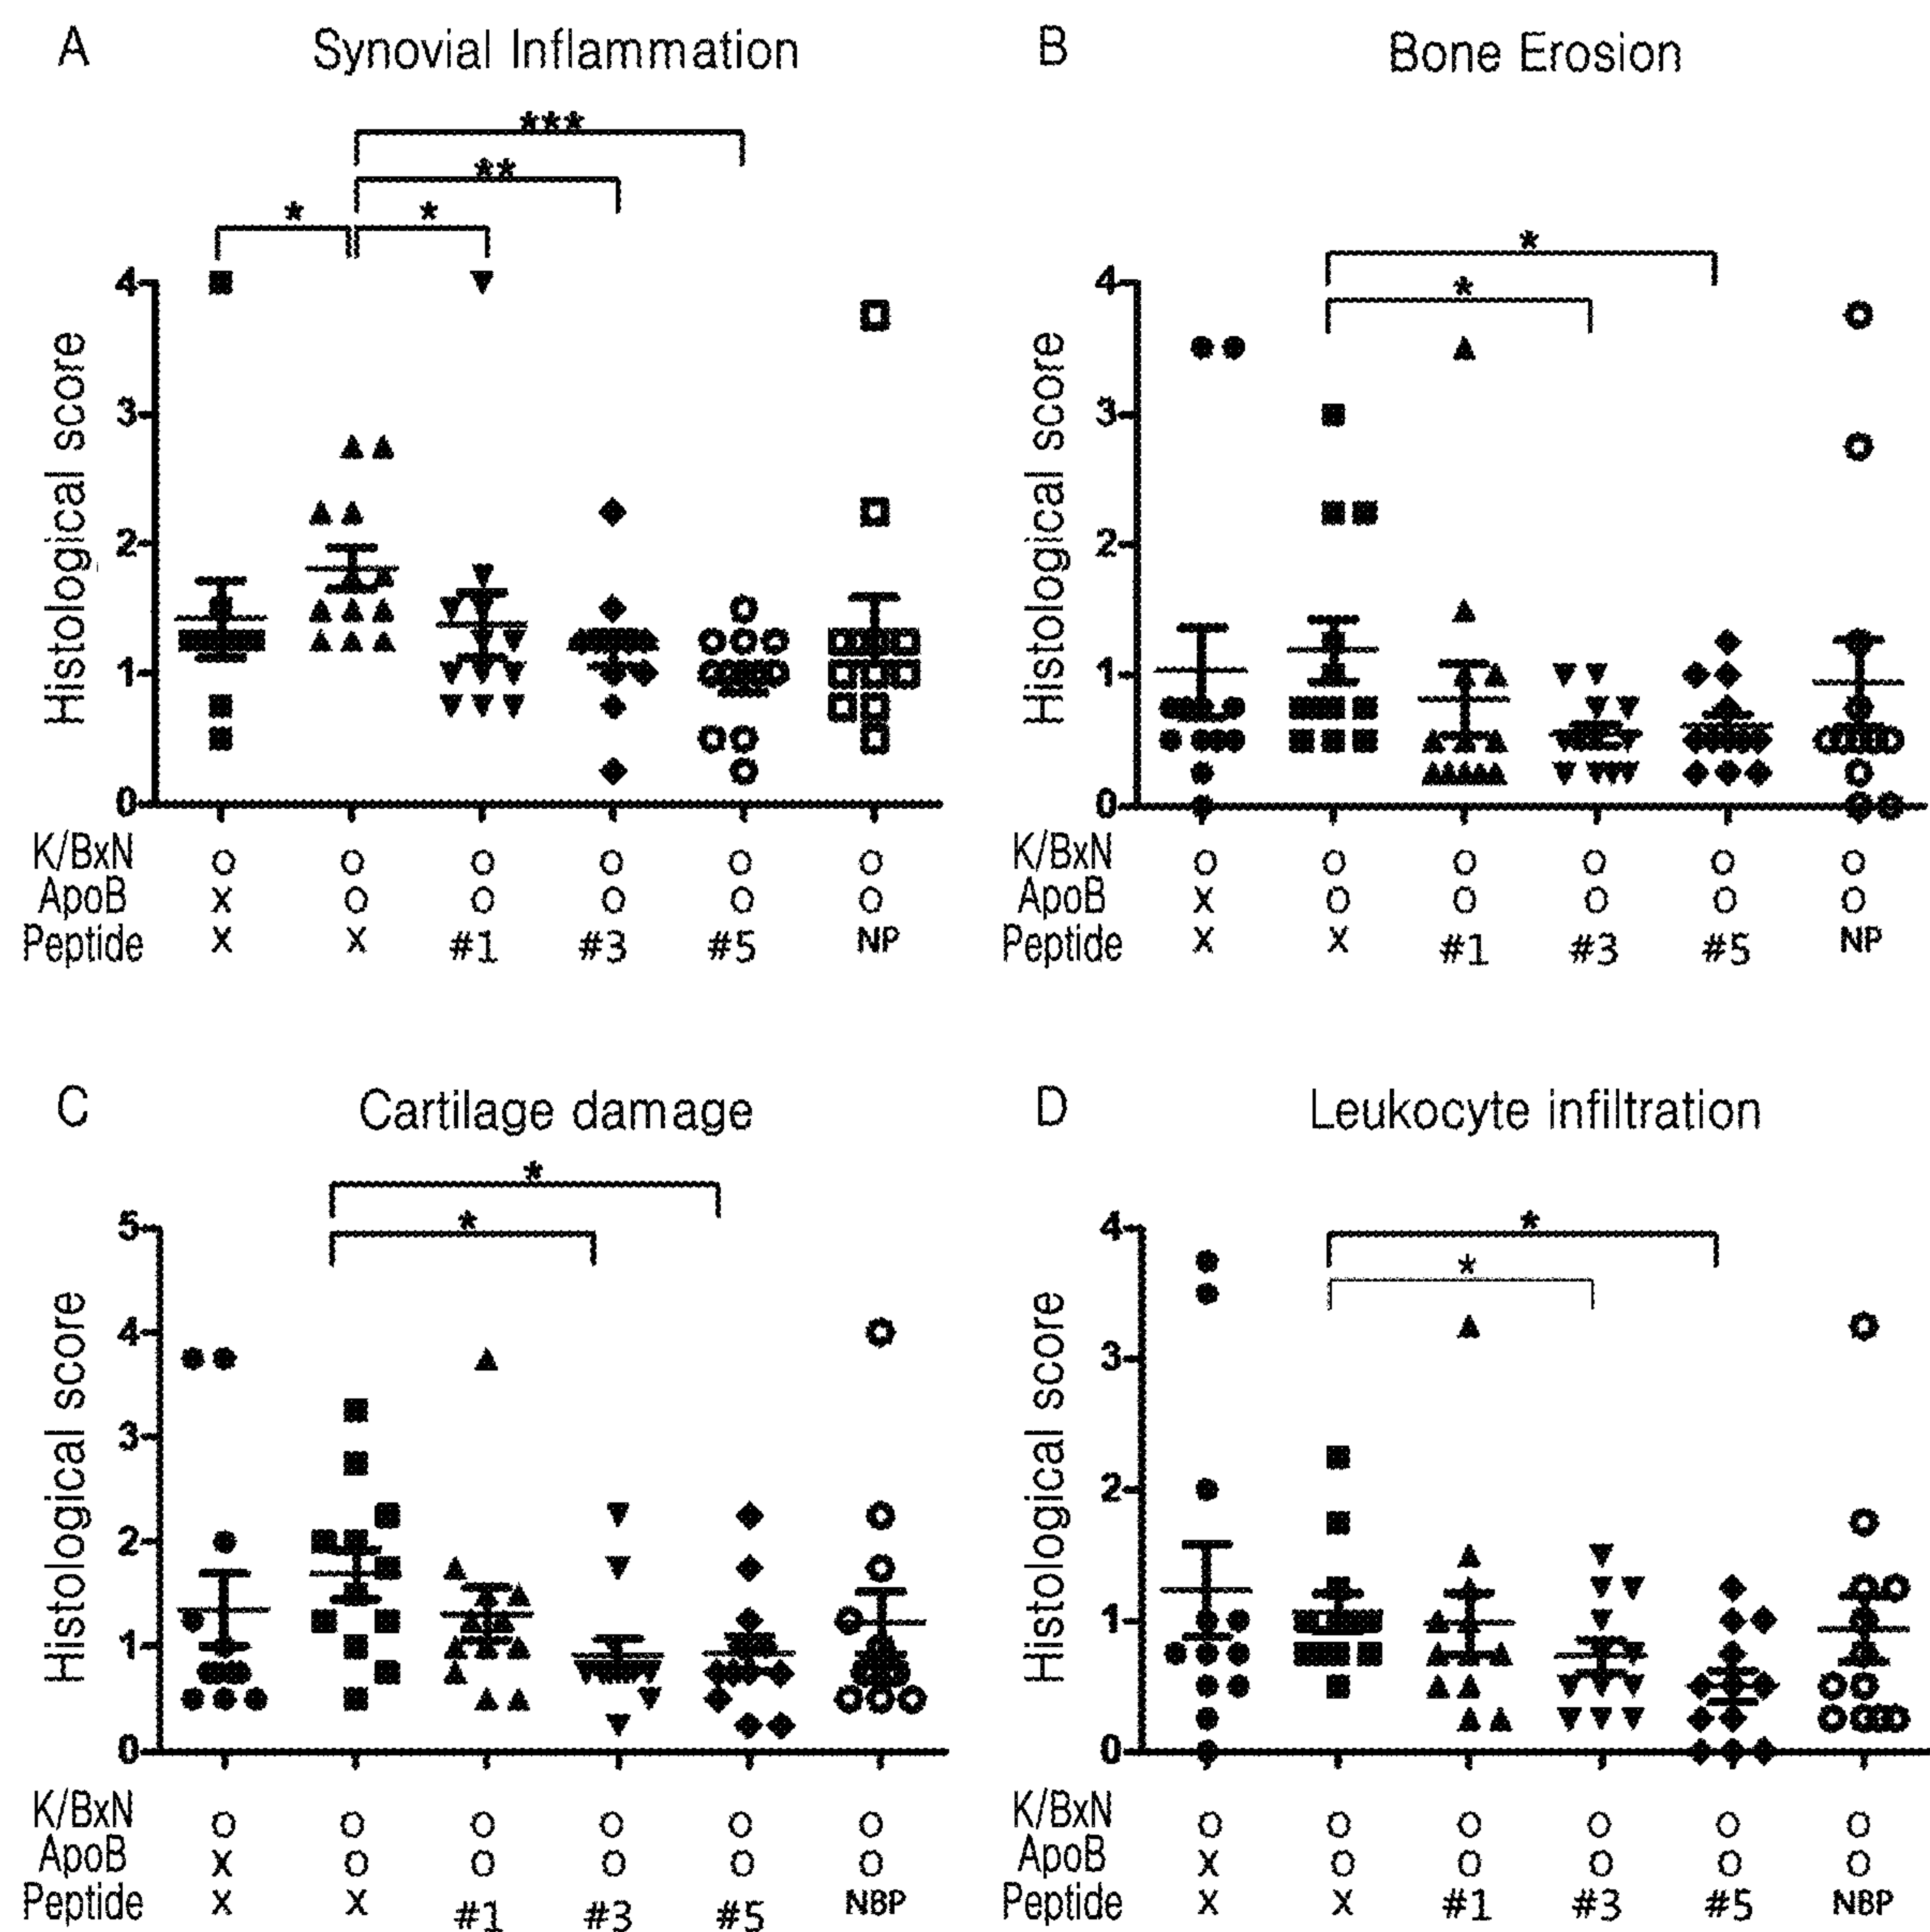 A Synovial Inflammation
***
**
* *
4
3
2
1
0
Histological score
K/BxN O O O O O O
ApoB X O O O O O
Peptide X X #1 #3 #5 NP
B Bone Erosion
*
*
4
3
2
1
0
Histological score
K/BxN O O O O O O
ApoB X O O O O O
Peptide X X #1 #3 #5 NP
C Cartilage damage
*
*
5
4
3
2
1
0
Histological score
K/BxN O O O O O O
ApoB X O O O O O
Peptide X X #1 #3 #5 NBP
D Leukocyte infiltration
*
*
4
3
2
1
0
Histological score
K/BxN O O O O O O
ApoB X O O O O O
Peptide X X #1 #3 #5 NBP